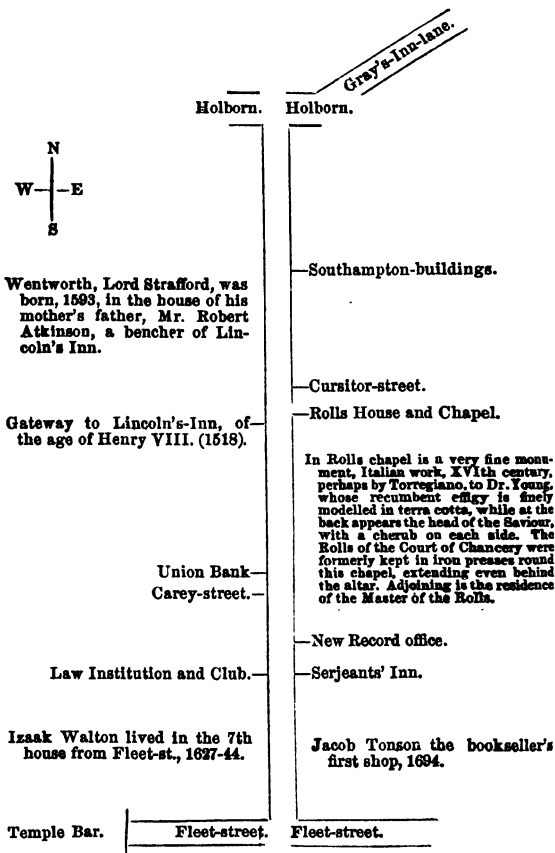 Gray's-Inn-lane.
Holborn. Holborn.
N
W E
S
Southampton-buildings.
Wentworth, Lord Strafford, was
born, 1593, in the house of his
mother's father, Mr. Robert
Atkinson, a bencher of Lin-
coln's Inn.
Cursitor-street.
Rolls House and Chapel.
Gateway to Lincoln's-Inn, of
the age of Henry VIII. (1518).
In Rolls chapel is a very fine monu-
ment, Italian work, XVIth century,
perhaps by Torregiano, to Dr. Young,
whose recumbent effigy is finely
modelled in terra cotta, while at the
back appears the head of the Saviour,
with a cherub on each side. The
Rolls of the Court of Chancery were
formerly kept in iron presses round
this chapel, extending even behind
the altar. Adjoining is the residence
of the Master of the Rolls.
Union Bank
Carey-street.
New Record office.
Law Institution and Club.
Serjeants' Inn.
Izaak Walton lived in the 7th
house from Fleet-st., 1627-44.
Jacob Tonson the bookseller's
first shop, 1694.
Temple Bar. Fleet-street. Fleet-street.